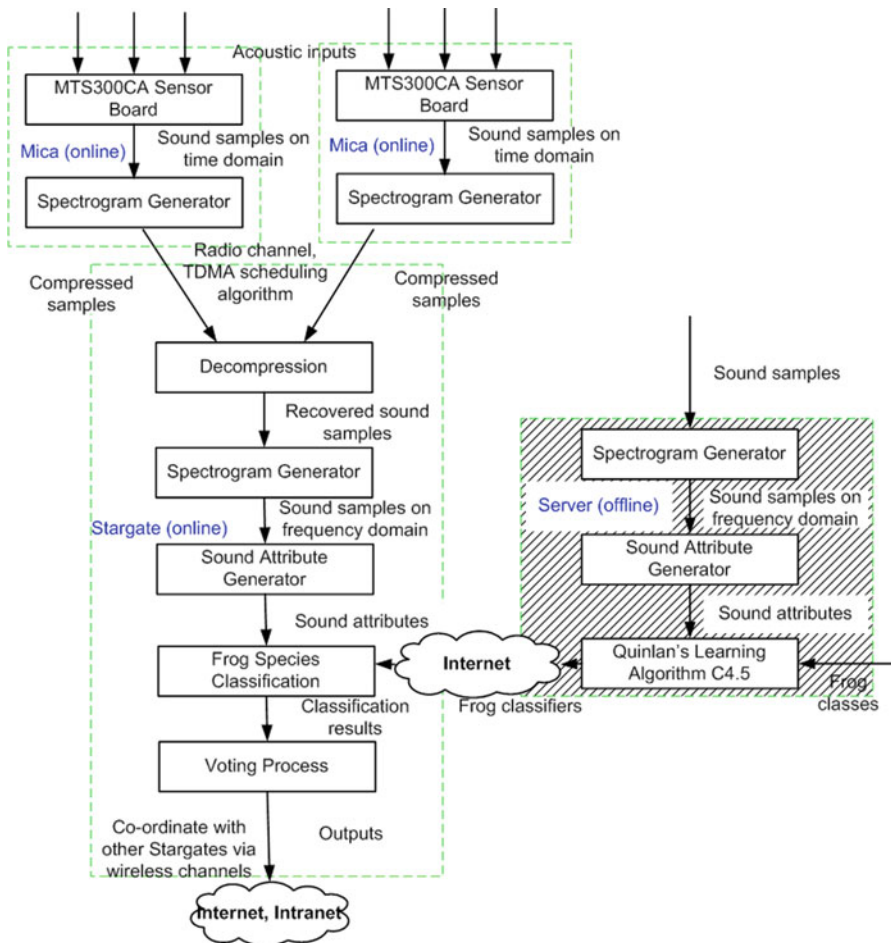 Acoustic inputs
MTS300CA Sensor
Board
MTS300CA Sensor
Board
Mica (online)
Sound samples on
time domain
Mica (online)
Sound samples on
time domain
Spectrogram Generator
Spectrogram Generator
Radio channel,
TDMA scheduling
algorithm
Compressed
samples
Compressed
samples
Decompression
Recovered sound
samples
Spectrogram Generator
Stargate (online)
Sound samples on
frequency domain
Sound Attribute
Generator
Sound attributes
Frog Species
Classification
Classification
results
Voting Process
Co-ordinate with
other Stargates via
wireless channels
Outputs
Internet, Intranet
Sound samples
Spectrogram Generator
Server (offline)
Sound samples on
frequency domain
Sound Attribute
Generator
Sound attributes
Quinlan's Learning
Algorithm C4.5
Internet
Frog classifiers
Frog
classes